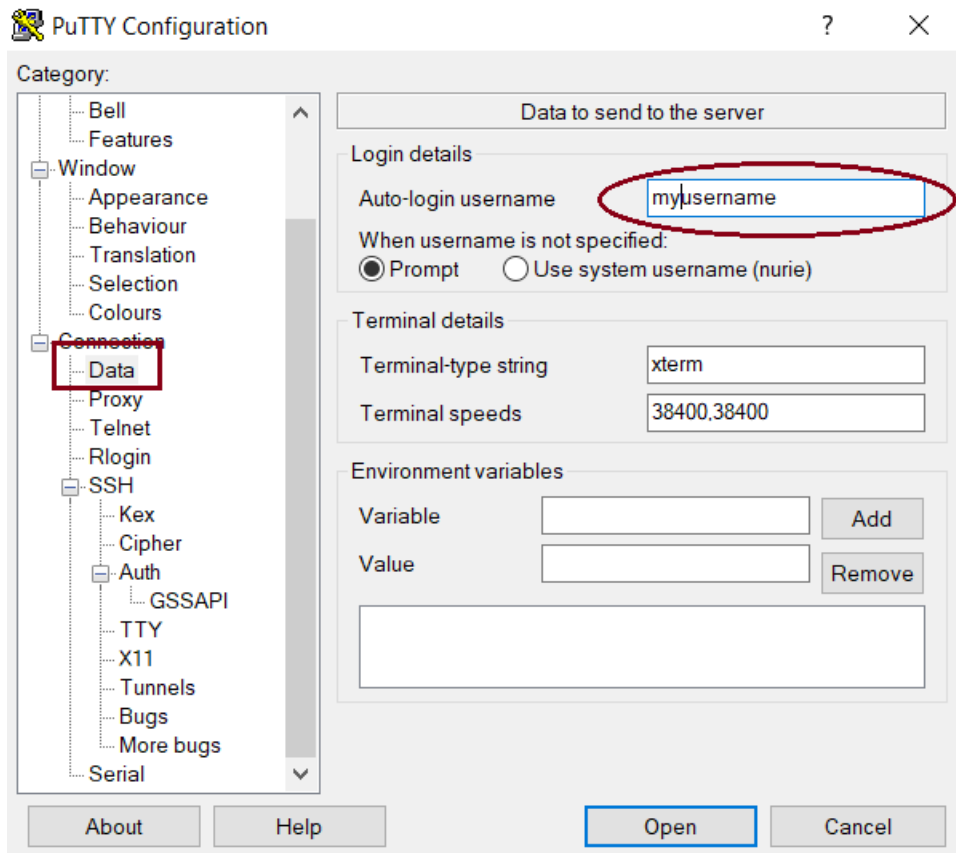 PuTTY Configuration
?
Category:
Bell
Features
Window
Appearance
Behaviour
Translation
Selection
Colours
Connection
Data
Proxy
Telnet
Rlogin
SSH
Kex
Cipher
Auth
GSSAPI
TTY
X11
Tunnels
Bugs
More bugs
Serial
Data to send to the server
Login details
Auto-login username myusername
When username is not specified:
Prompt Use system username (nurie)
Terminal details
Terminal-type string xterm
Terminal speeds 38400,38400
Environment variables
Variable Add
Value Remove
About Help Open Cancel